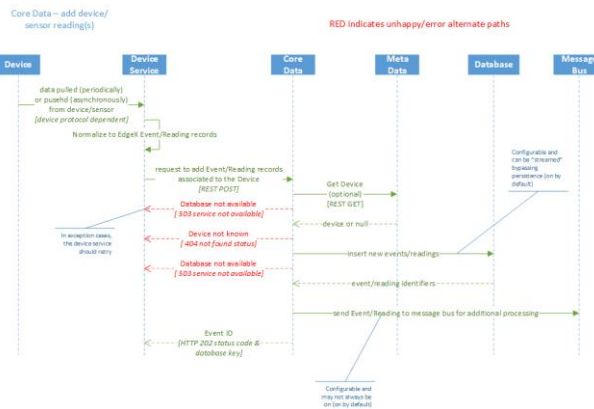 Core Data – add device/
sensor reading(s)
RED indicates unhappy/error alternate paths
Device
Device
Service
Core
Data
Meta
Data
Database
Message
Bus
data pulled (periodically)
or pusehd (asynchronously)
from device/sensor
[device protocol dependent]
Normalize to EdgeX Event/Reading records
request to add Event/Reading records
associated to the Device
[REST POST]
Get Device
(optional)
[REST GET]
Configurable and
can be "streamed"
bypassing
persistence (on by
default)
Database not available
[ 503 service not available]
device or null
In exception cases,
the device service
should retry
Device not known
[ 404 not found status]
Insert new events/readings
Database not available
[ 503 service not available]
event/reading identifiers
send Event/Reading to message bus for additional processing
Event ID
[HTTP 202 status code &
database key]
Configurable and
may not always be
on (on by default)